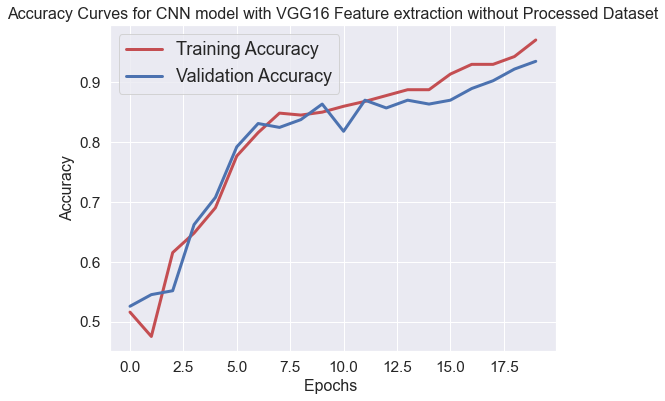 Accuracy Curves for CNN model with VGG16 Feature extraction without Processed Dataset
Training Accuracy
Validation Accuracy
0.9
0.8
0.7
0.6
0.5
Accuracy
0.0 2.5 5.0 7.5 10.0 12.5 15.0 17.5
Epochs